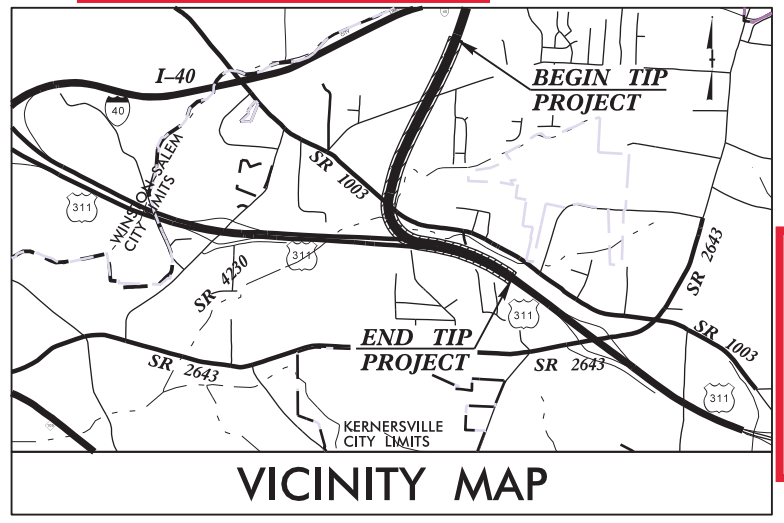 I-40
BEGIN TIP
PROJECT
40
SR 1003
WINSTON-SALEM
CITY LIMITS
311
311
SR 4230
SR 2643
311
END TIP
PROJECT
SR 1003
SR 2643
SR 2643
311
KERNERSVILLE
CITY LIMITS
VICINITY MAP